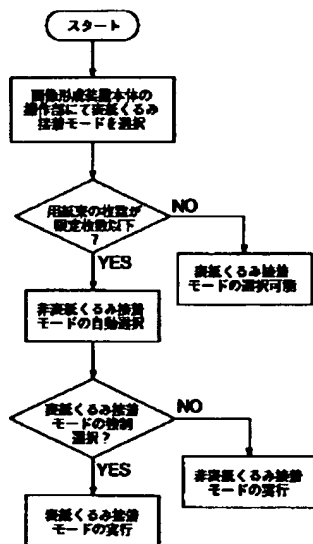 スタート
画像形成装置本体の
操作部にて表紙くるみ
接着モードを選択
用紙束の枚数が
限定枚数以下
?
NO
YES
表紙くるみ接着
モードの選択可能
非表紙くるみ接着
モードの自動選択
表紙くるみ接着
モードの強制
選択?
NO
YES
非表紙くるみ接着
モードの実行
表紙くるみ接着
モードの実行